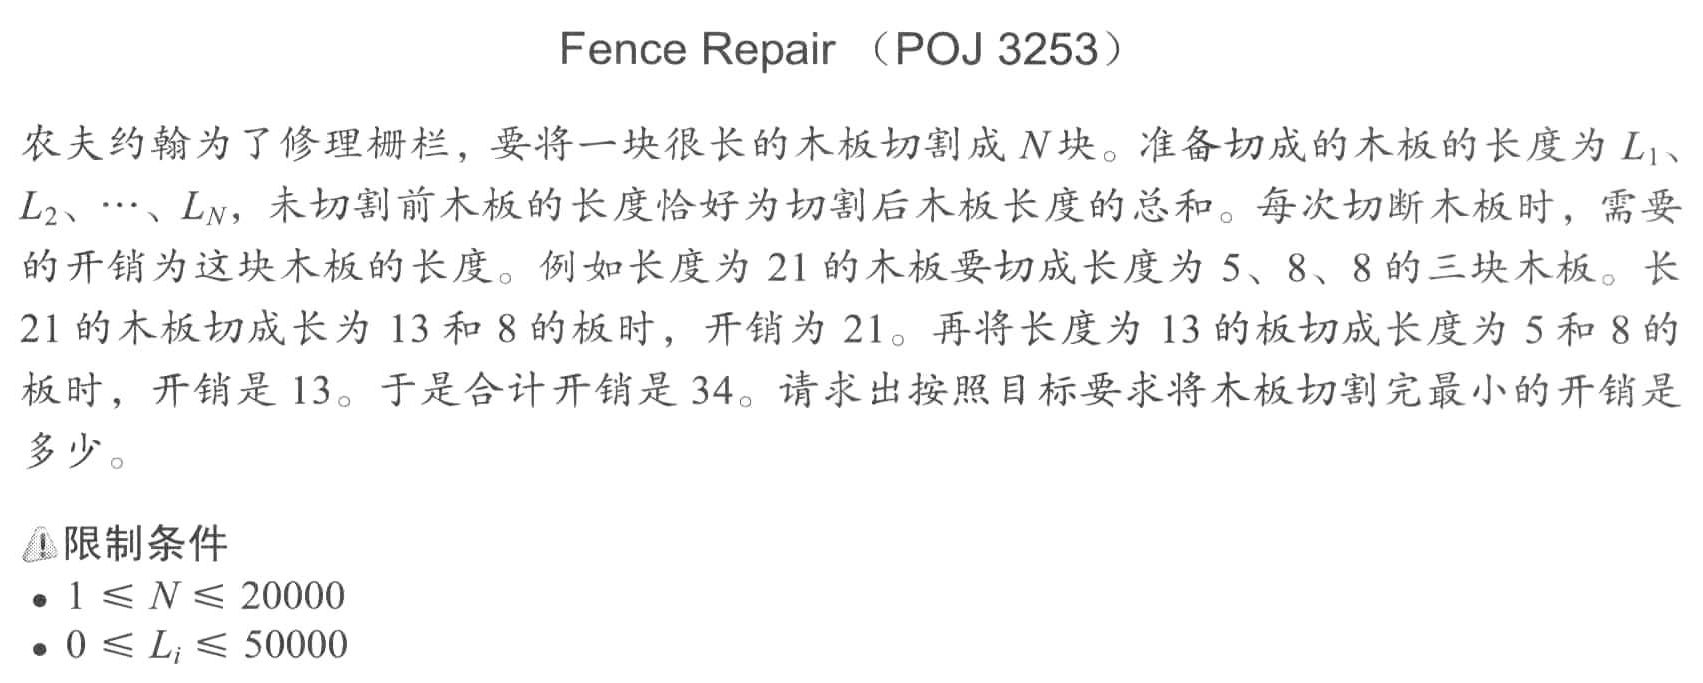 Fence Repair （POJ 3253）
农夫约翰为了修理栅栏，要将一块很长的木板切割成 N块。准备切成的木板的长度为 L₁、
L₂、…、L_N，未切割前木板的长度恰好为切割后木板长度的总和。每次切断木板时，需要
的开销为这块木板的长度。例如长度为 21 的木板要切成长度为 5、8、8 的三块木板。长
21 的木板切成长为 13 和 8 的板时，开销为 21。再将长度为 13 的板切成长度为 5 和 8 的
板时，开销是 13。于是合计开销是 34。请求出按照目标要求将木板切割完最小的开销是
多少。
限制条件
• 1 ≤ N ≤ 20000
• 0 ≤ Lᵢ ≤ 50000